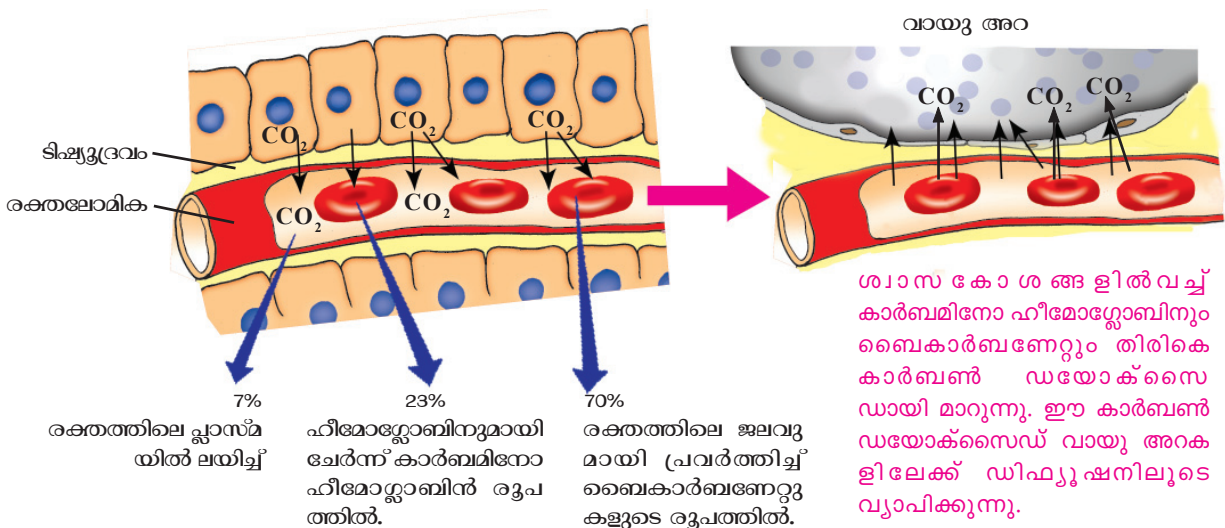 വായു അറ
CO₂
CO₂
CO₂
CO₂
CO₂
CO₂
CO₂
CO₂
ടിഷ്യൂദ്രവം
രക്തലോമിക
7%
രക്തത്തിലെ പ്ലാസ്മ
യിൽ ലയിച്ച്
23%
ഹീമോഗ്ലോബിനുമായി
ചേർന്ന് കാർബമിനോ
ഹീമോഗ്ലാബിൻ രൂപ
ത്തിൽ.
70%
രക്തത്തിലെ ജലവു
മായി പ്രവർത്തിച്ച്
ബൈകാർബണേറ്റു
കളുടെ രൂപത്തിൽ.
ശ്വാസകോശങ്ങളിൽവച്ച്
കാർബമിനോ ഹീമോഗ്ലോബിനും
ബൈകാർബണേറ്റും തിരികെ
കാർബൺ ഡയോക്സൈ
ഡായി മാറുന്നു. ഈ കാർബൺ
ഡയോക്സൈഡ് വായു അറക
ളിലേക്ക് ഡിഫ്യൂഷനിലൂടെ
വ്യാപിക്കുന്നു.